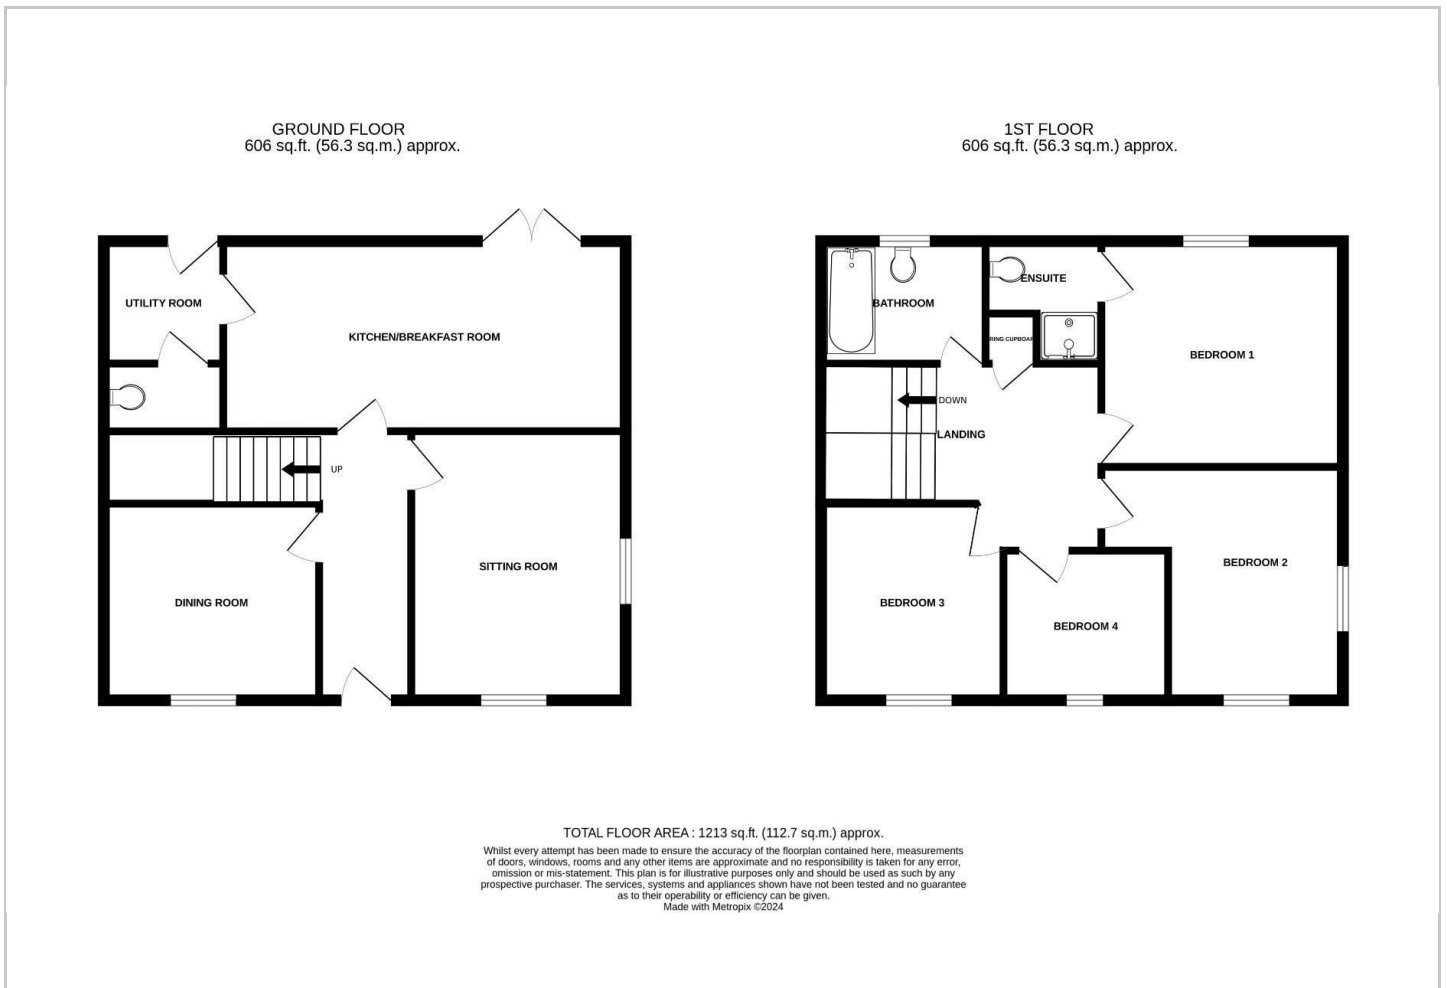 GROUND FLOOR
606 sq.ft. (56.3 sq.m.) approx.
UTILITY ROOM
KITCHEN/BREAKFAST ROOM
UP
SITTING ROOM
DINING ROOM
1ST FLOOR
606 sq.ft. (56.3 sq.m.) approx.
ENSUITE
BATHROOM
RING CUPBOAR
BEDROOM 1
DOWN
LANDING
BEDROOM 2
BEDROOM 3
BEDROOM 4
TOTAL FLOOR AREA : 1213 sq.ft. (112.7 sq.m.) approx.
Whilst every attempt has been made to ensure the accuracy of the floorplan contained here, measurements
of doors, windows, rooms and any other items are approximate and no responsibility is taken for any error,
omission or mis-statement. This plan is for illustrative purposes only and should be used as such by any
prospective purchaser. The services, systems and appliances shown have not been tested and no guarantee
as to their operability or efficiency can be given.
Made with Metropix ©2024